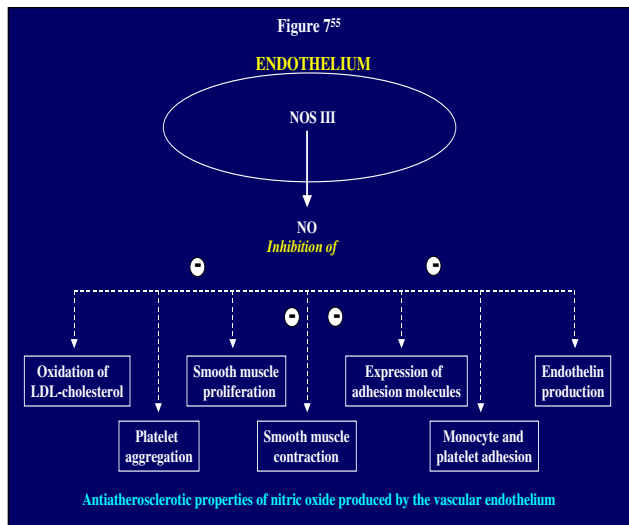 Figure 7⁵⁵
ENDOTHELIUM
NOS III
NO
Inhibition of
-
-
-
-
Oxidation of
LDL-cholesterol
Smooth muscle
proliferation
Expression of
adhesion molecules
Endothelin
production
Platelet
aggregation
Smooth muscle
contraction
Monocyte and
platelet adhesion
Antiatherosclerotic properties of nitric oxide produced by the vascular endothelium